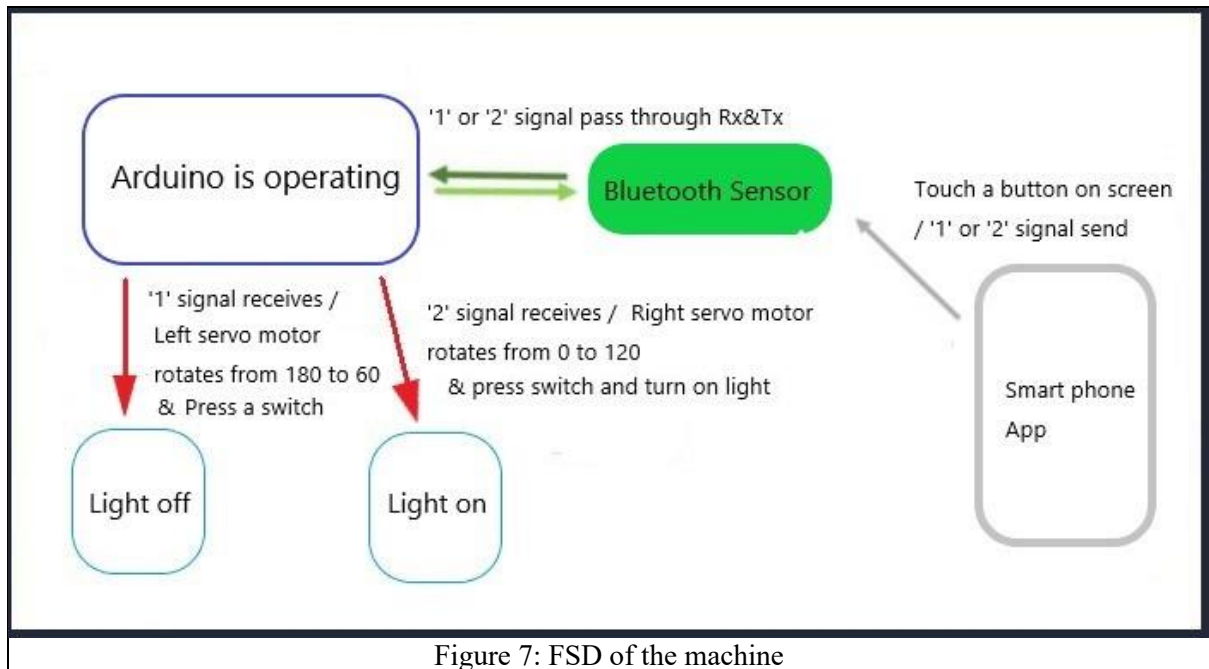 '1' or '2' signal pass through Rx&Tx
Arduino is operating
Bluetooth Sensor
Touch a button on screen
/ '1' or '2' signal send
'1' signal receives /
Left servo motor
rotates from 180 to 60
& Press a switch
'2' signal receives / Right servo motor
rotates from 0 to 120
& press switch and turn on light
Smart phone
App
Light off
Light on
Figure 7: FSD of the machine